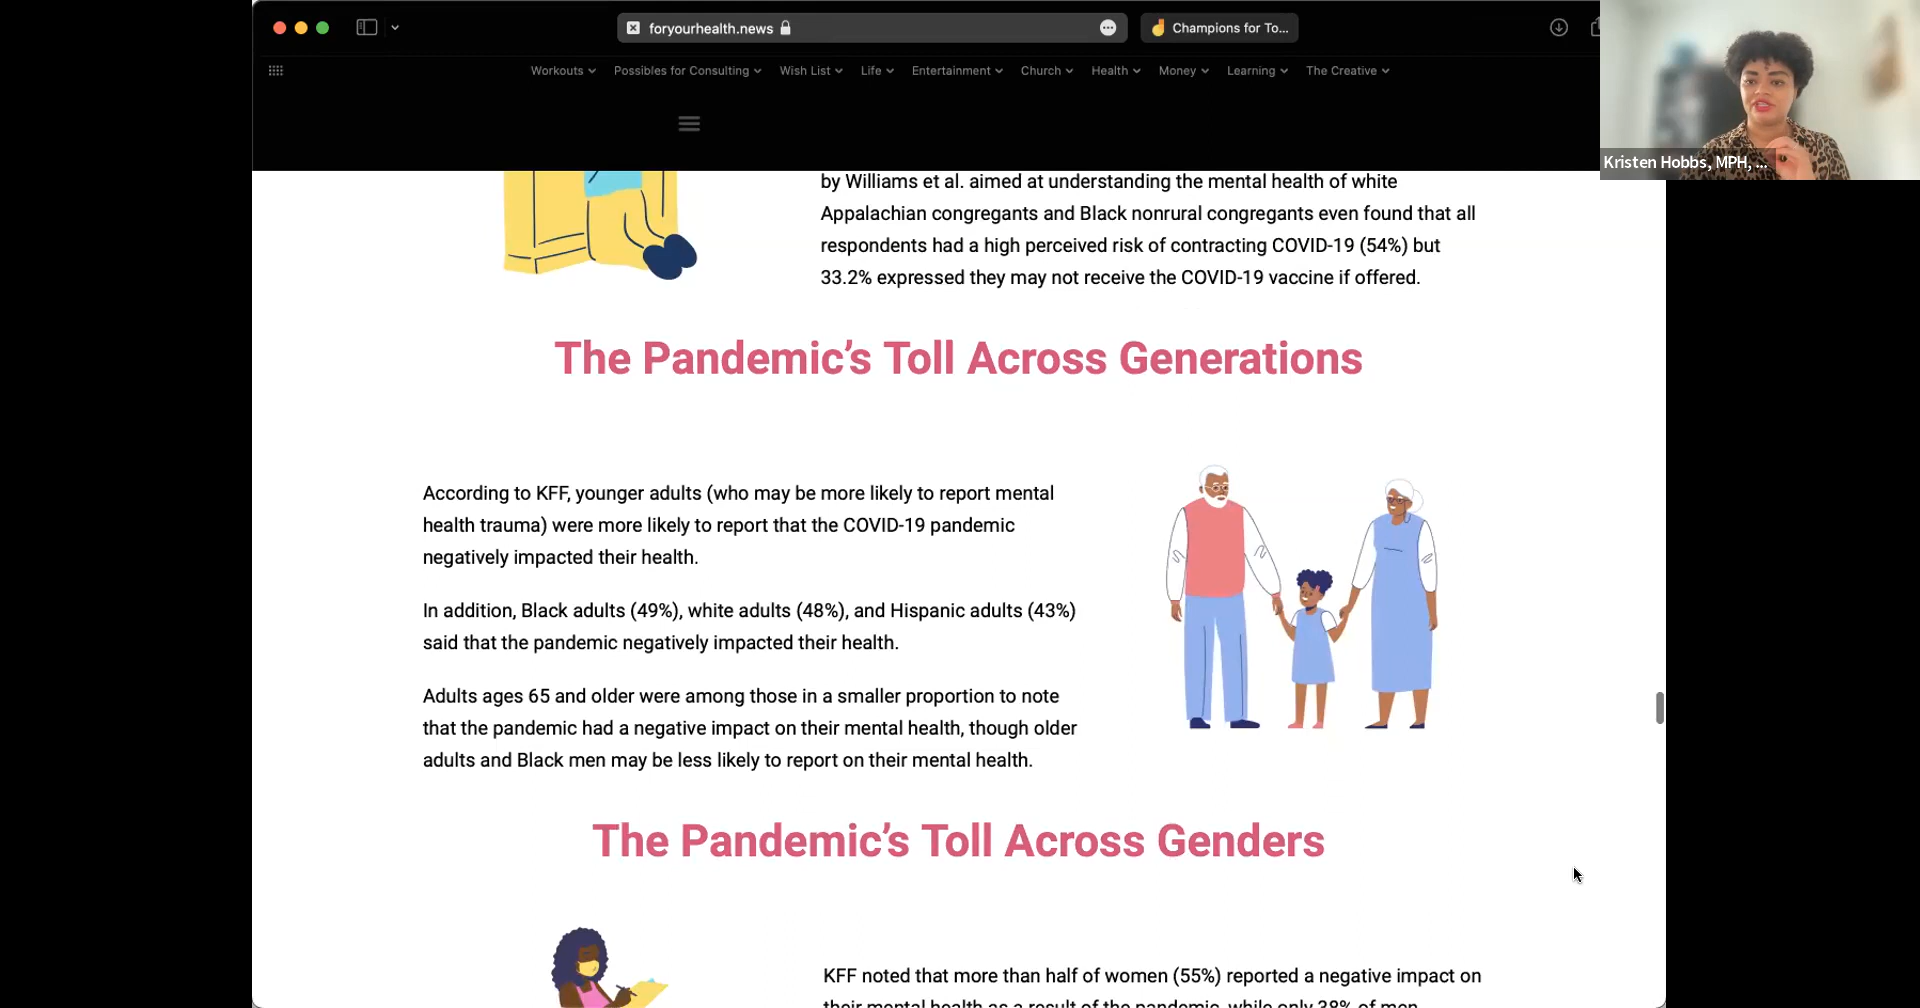 foryourhealth.news
Champions for To...
Workouts
Possibles for Consulting
Wish List
Life
Entertainment
Church
Health
Money
Learning
The Creative
Kristen Hobbs, MPH, ...
by Williams et al. aimed at understanding the mental health of white
Appalachian congregants and Black nonrural congregants even found that all
respondents had a high perceived risk of contracting COVID-19 (54%) but
33.2% expressed they may not receive the COVID-19 vaccine if offered.
The Pandemic’s Toll Across Generations
According to KFF, younger adults (who may be more likely to report mental
health trauma) were more likely to report that the COVID-19 pandemic
negatively impacted their health.
In addition, Black adults (49%), white adults (48%), and Hispanic adults (43%)
said that the pandemic negatively impacted their health.
Adults ages 65 and older were among those in a smaller proportion to note
that the pandemic had a negative impact on their mental health, though older
adults and Black men may be less likely to report on their mental health.
The Pandemic’s Toll Across Genders
KFF noted that more than half of women (55%) reported a negative impact on
their mental health as a result of the pandemic, while only 38% of men